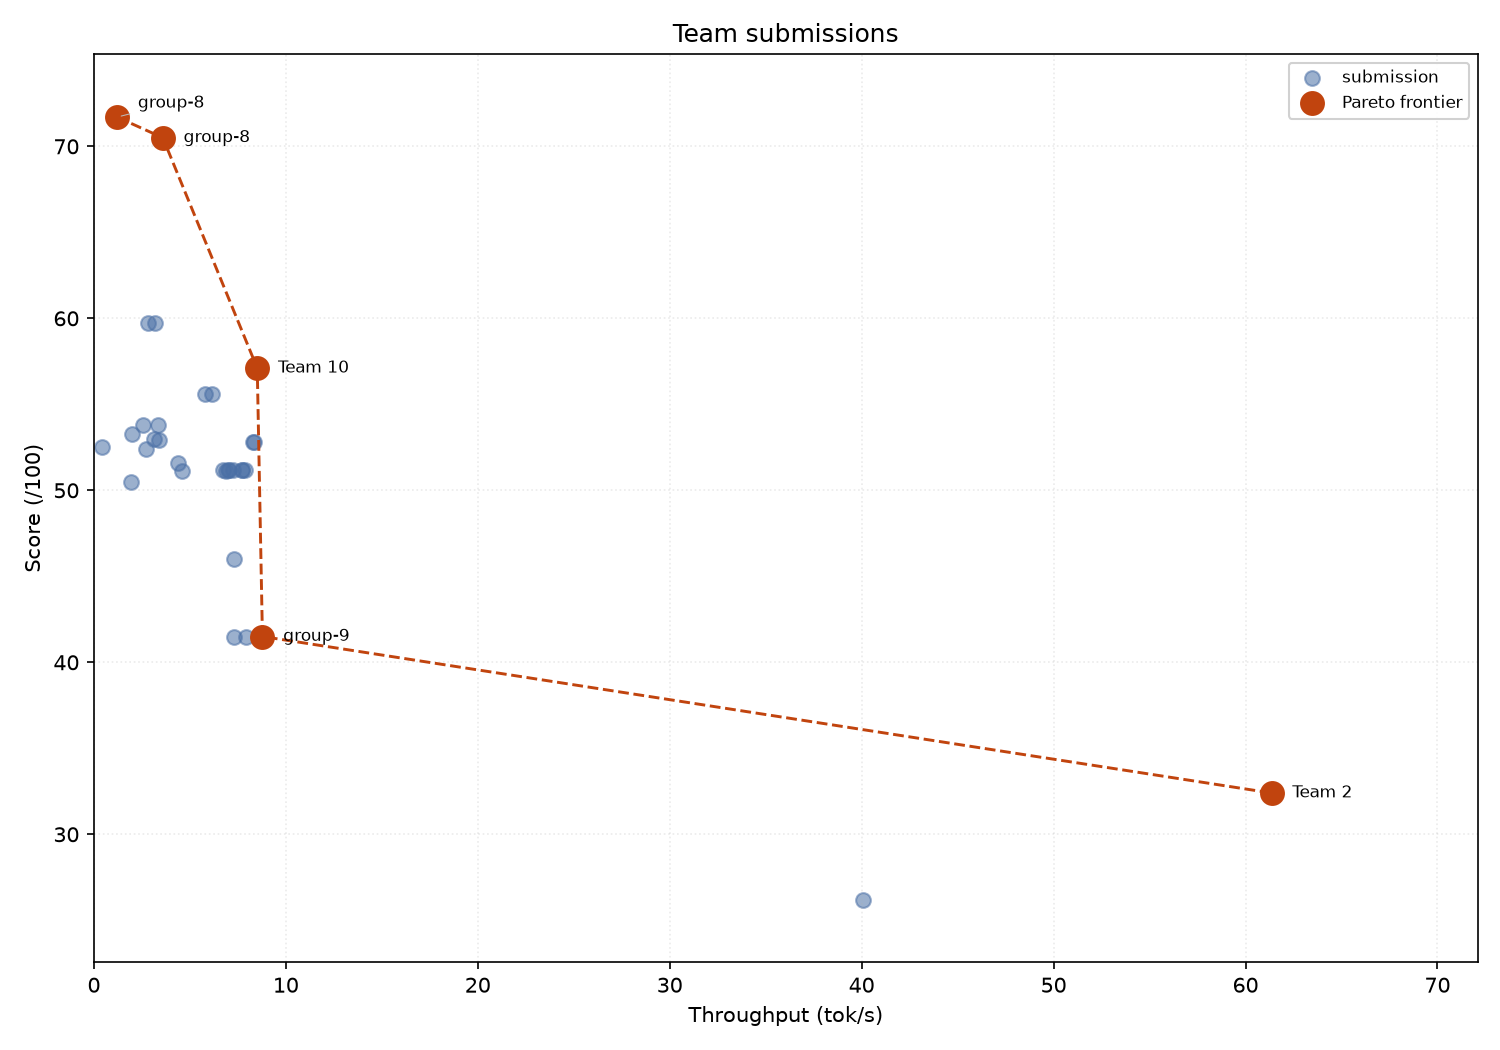 Team submissions
submission
Pareto frontier
group-8
group-8
Team 10
group-9
Team 2
Score (/100)
70
60
50
40
30
0 10 20 30 40 50 60 70
Throughput (tok/s)